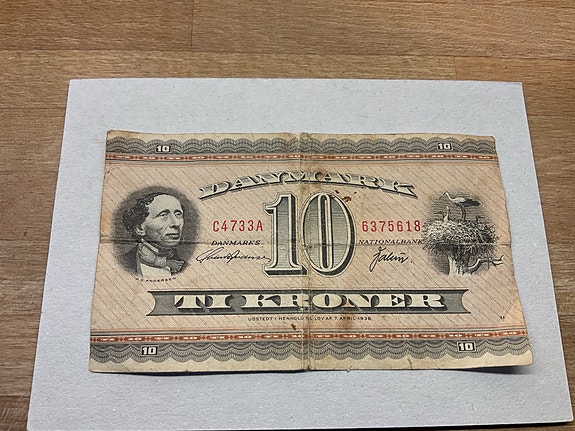 10 10
DANMARK
C4733A 10 6375618
DANMARKS NATIONALBANK
H.C. ANDERSEN
TI KRONER
UDSTEDT I HENHOLD TIL LOV AF 7. APRIL 1936
10 10